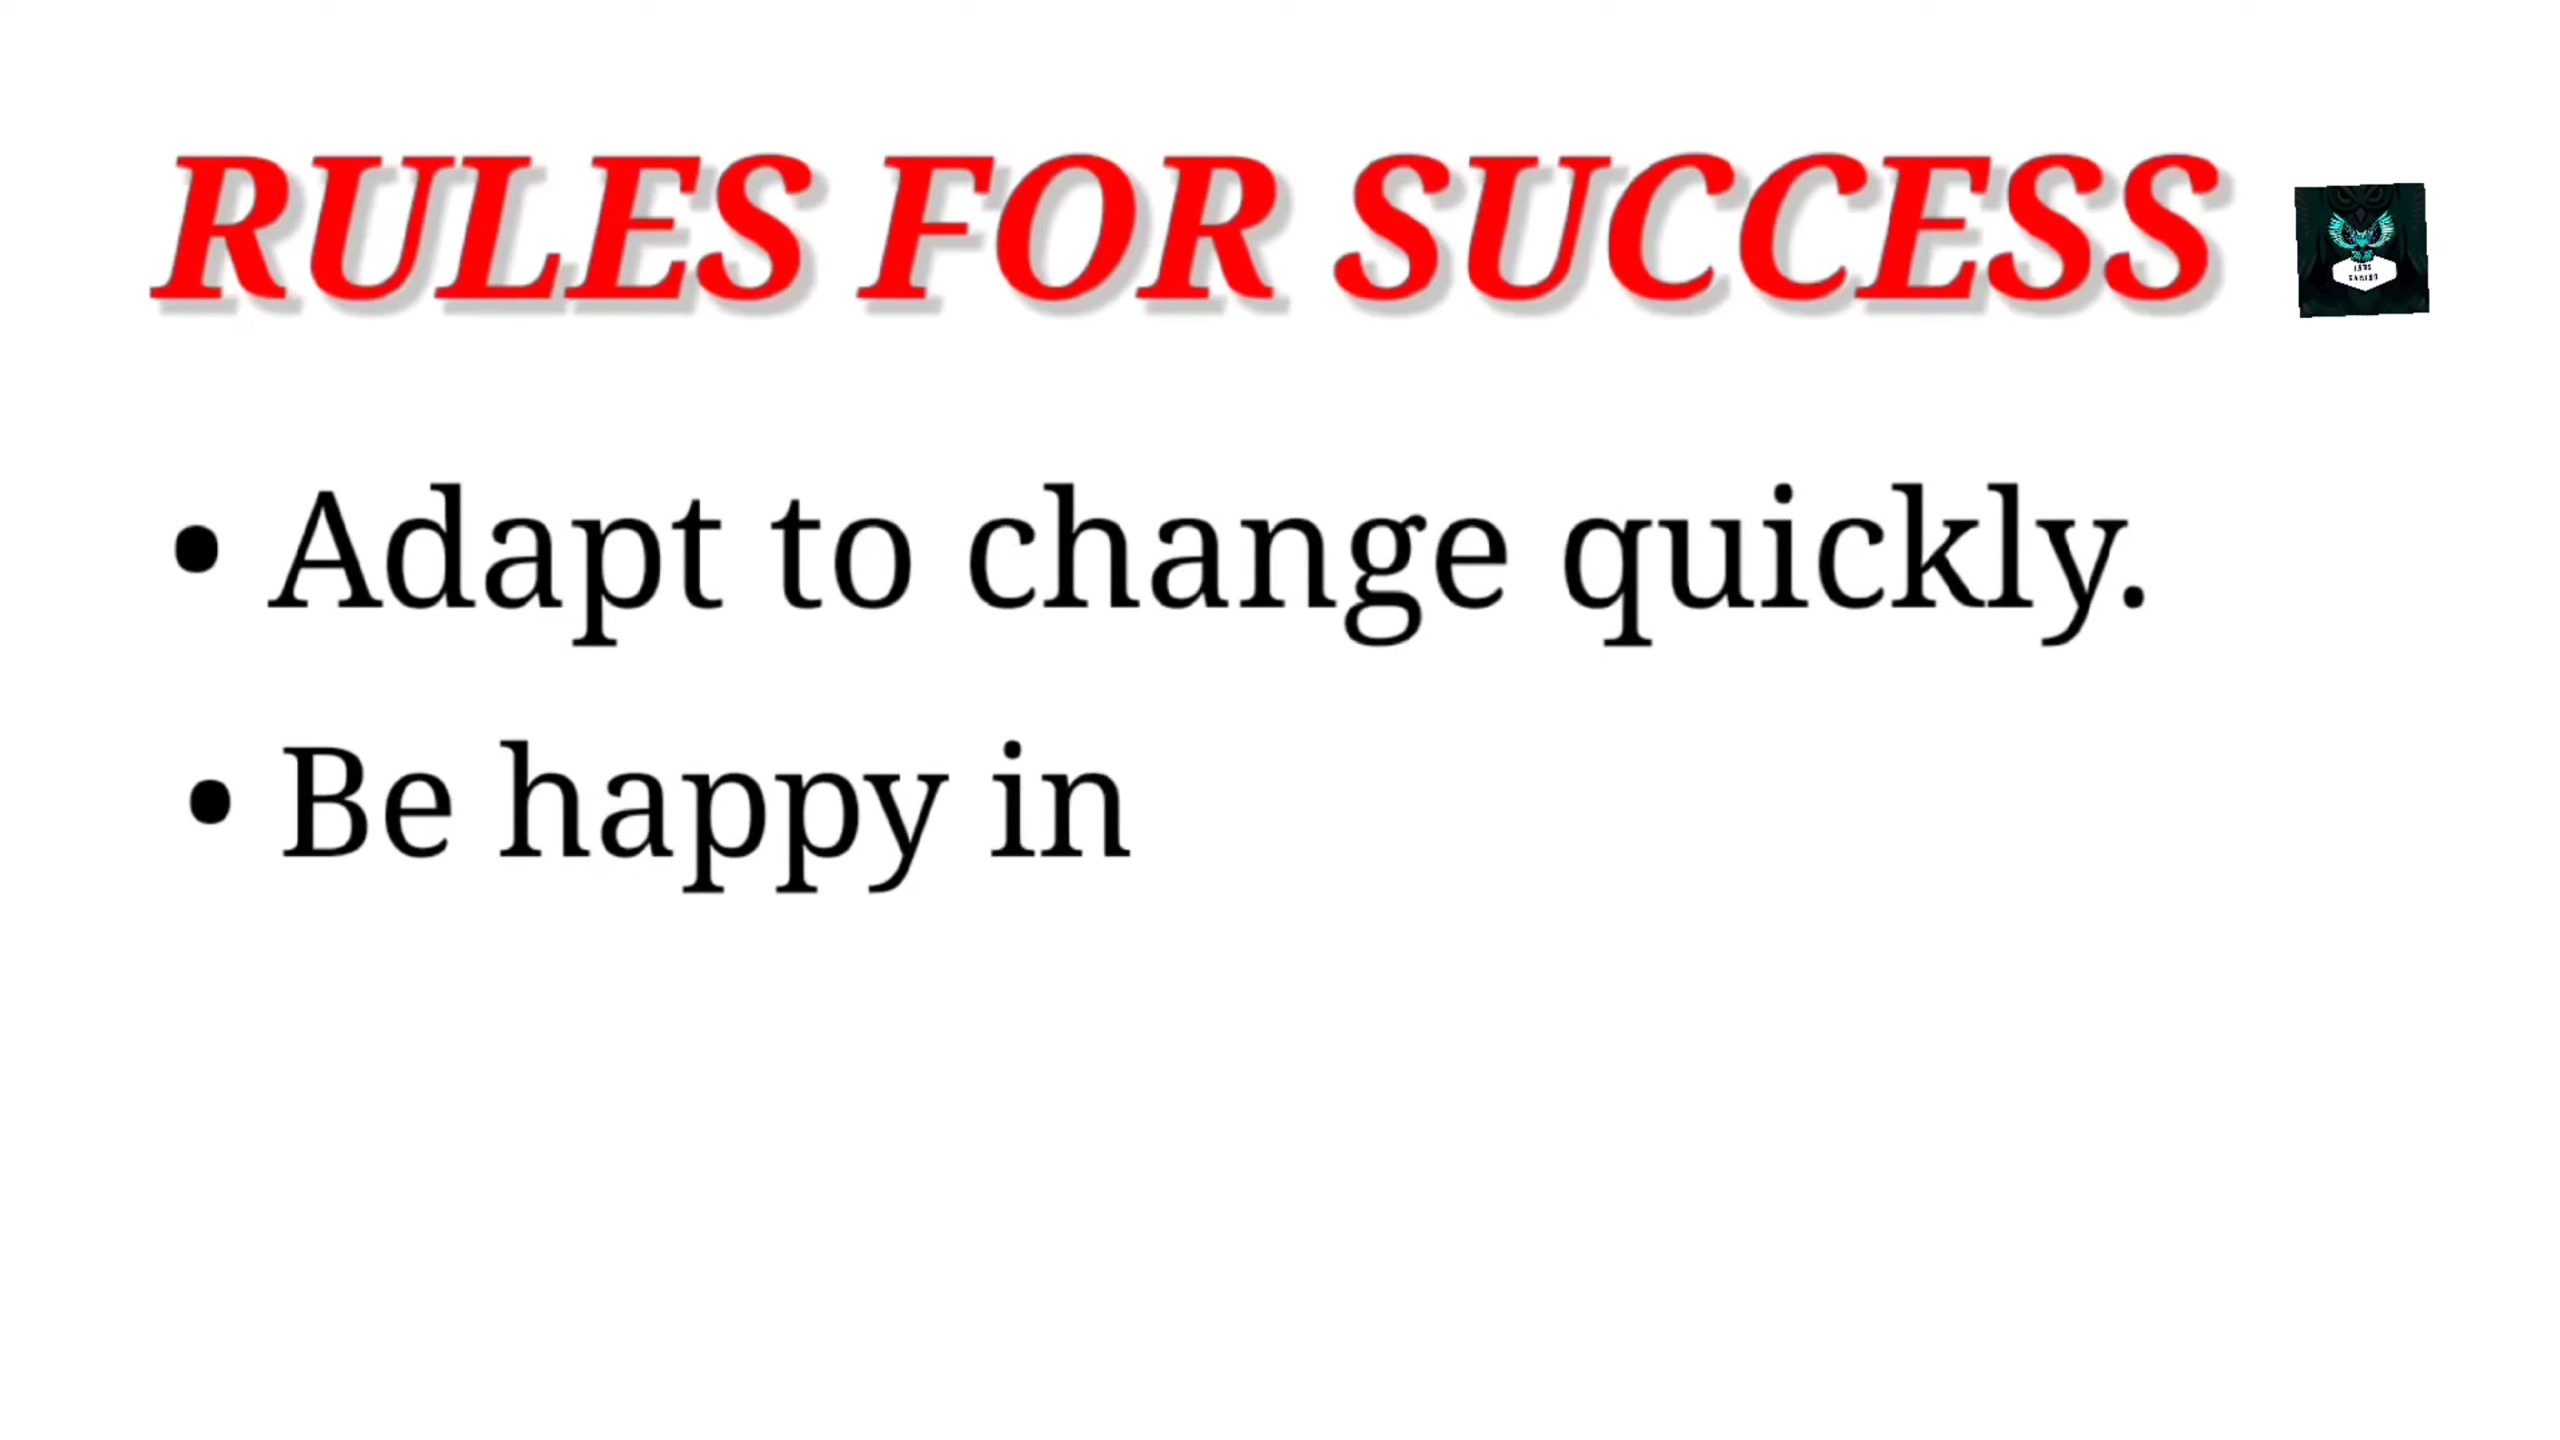 RULES FOR SUCCESS
• Adapt to change quickly.
• Be happy in